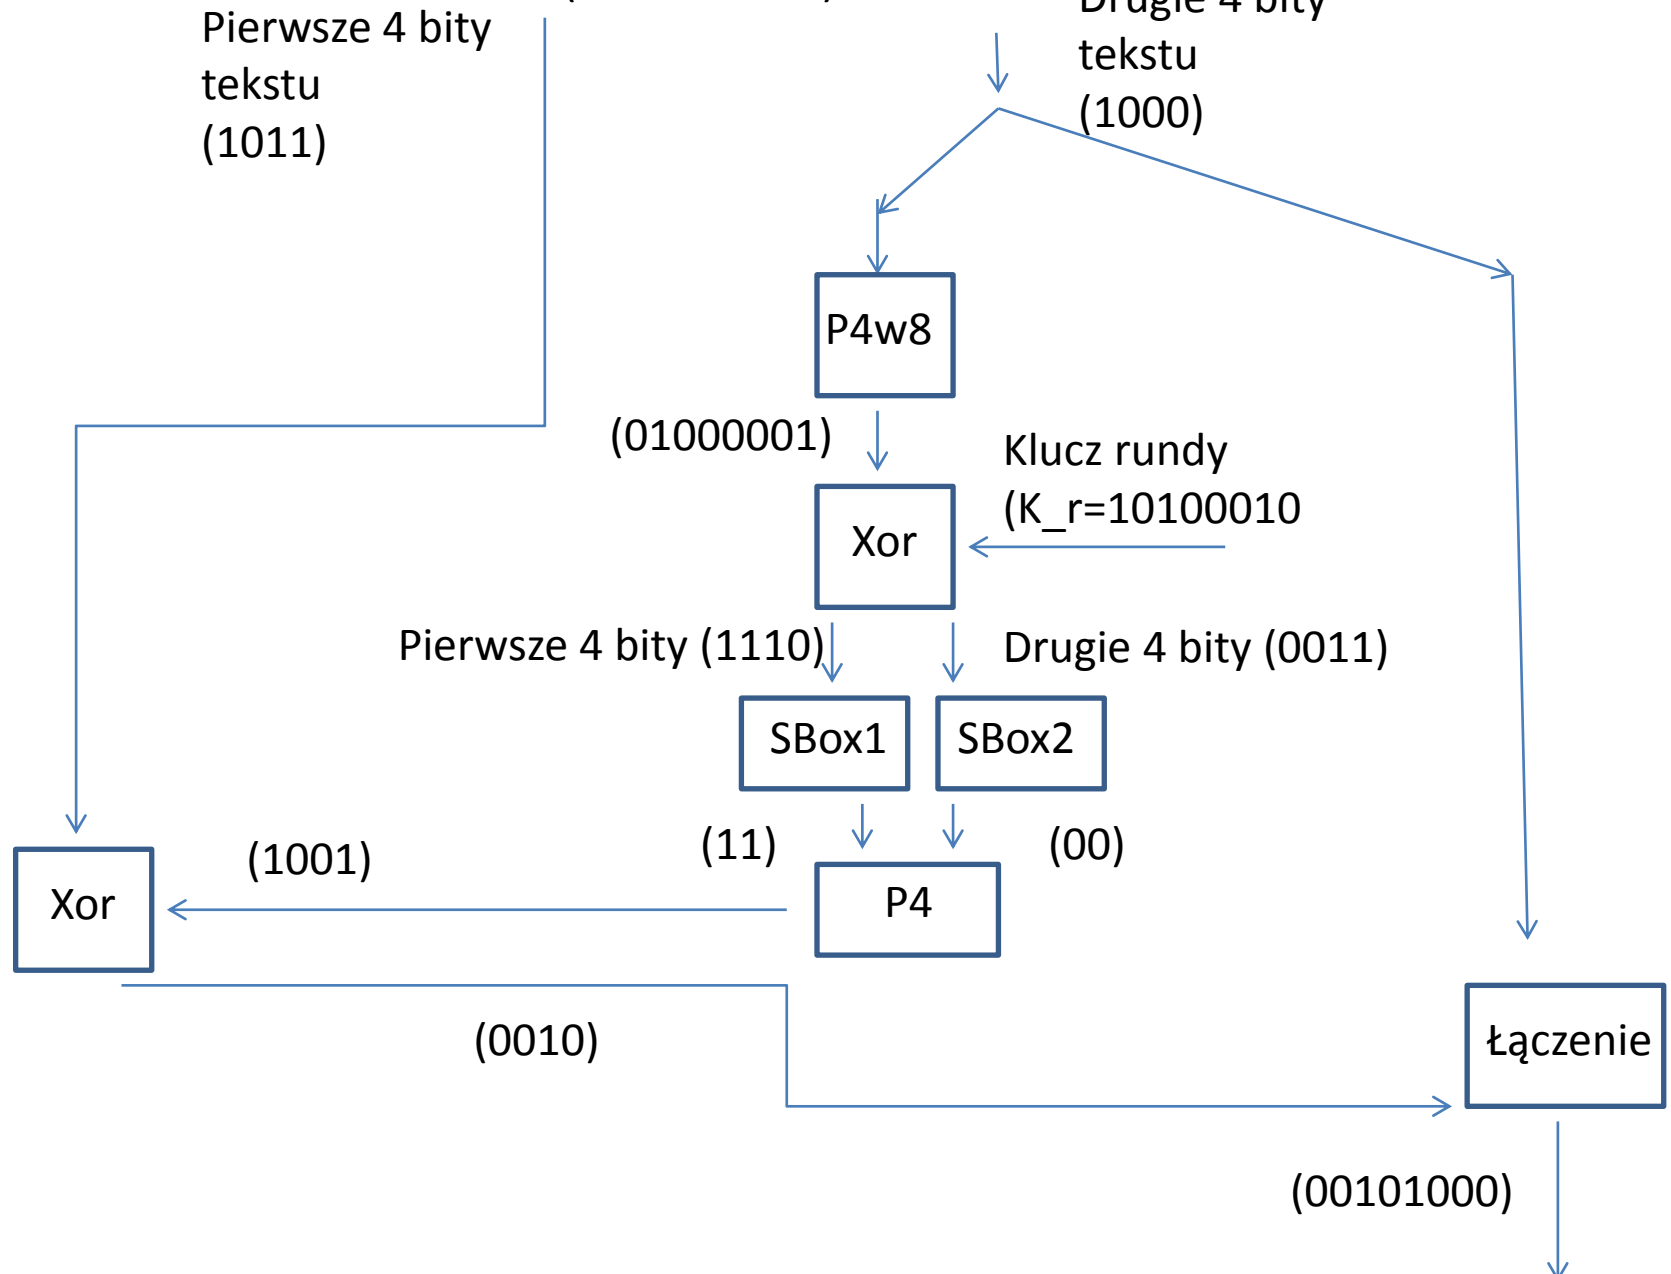 Drugie 4 bity
Pierwsze 4 bity
tekstu
(1011)
tekstu
(1000)
P4w8
(01000001)
Klucz rundy
(K_r=10100010
Xor
Pierwsze 4 bity (1110)
Drugie 4 bity (0011)
SBox1
SBox2
(11)
(00)
(1001)
Xor
P4
(0010)
Łączenie
(00101000)